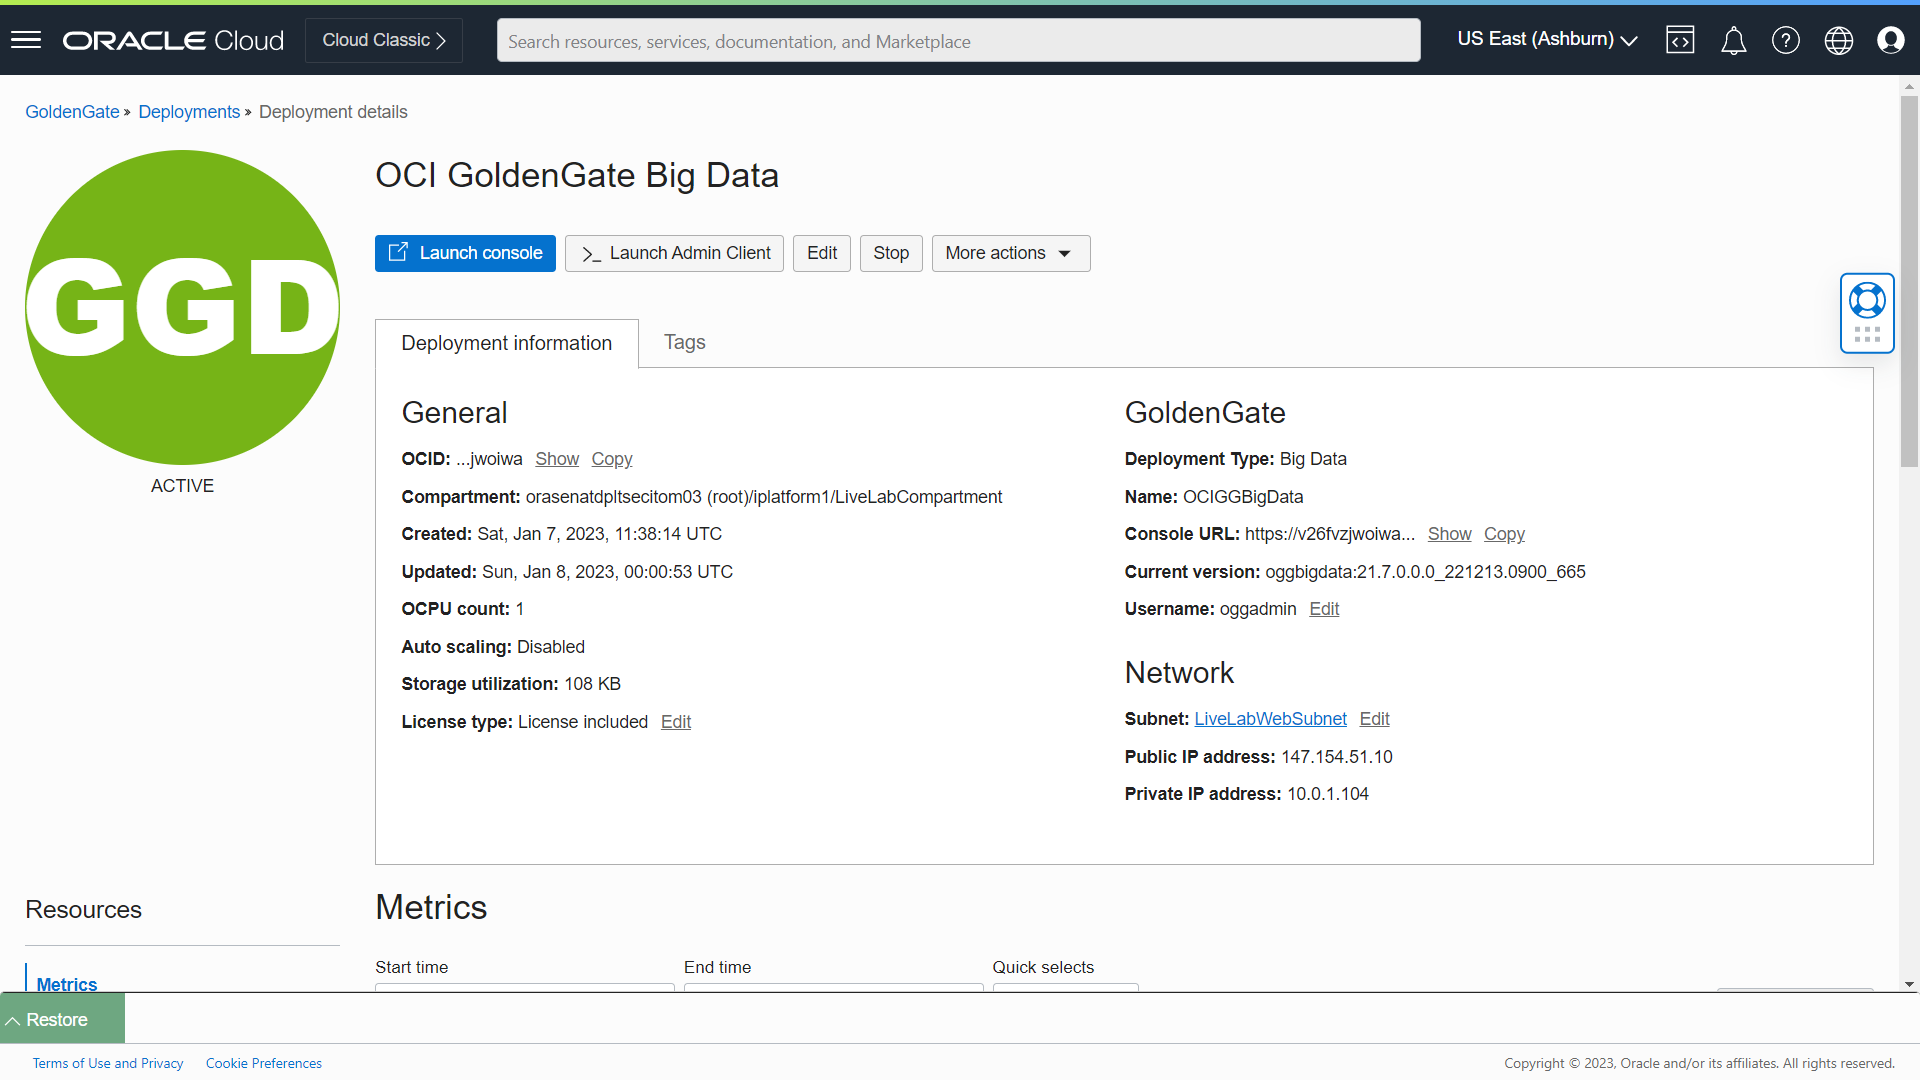 ORACLE Cloud
Cloud Classic
Search resources, services, documentation, and Marketplace
US East (Ashburn)
GoldenGate » Deployments » Deployment details
GGD
ACTIVE
OCI GoldenGate Big Data
Launch console
Launch Admin Client
Edit
Stop
More actions
Deployment information
Tags
General
OCID: ...jwoiwa Show Copy
Compartment: orasenatdpltsecitom03 (root)/iplatform1/LiveLabCompartment
Created: Sat, Jan 7, 2023, 11:38:14 UTC
Updated: Sun, Jan 8, 2023, 00:00:53 UTC
OCPU count: 1
Auto scaling: Disabled
Storage utilization: 108 KB
License type: License included Edit
GoldenGate
Deployment Type: Big Data
Name: OCIGGBigData
Console URL: https://v26fvzjwoiwa... Show Copy
Current version: oggbigdata:21.7.0.0.0_221213.0900_665
Username: oggadmin Edit
Network
Subnet: LiveLabWebSubnet Edit
Public IP address: 147.154.51.10
Private IP address: 10.0.1.104
Resources
Metrics
Metrics
Start time
End time
Quick selects
Restore
Terms of Use and Privacy
Cookie Preferences
Copyright © 2023, Oracle and/or its affiliates. All rights reserved.